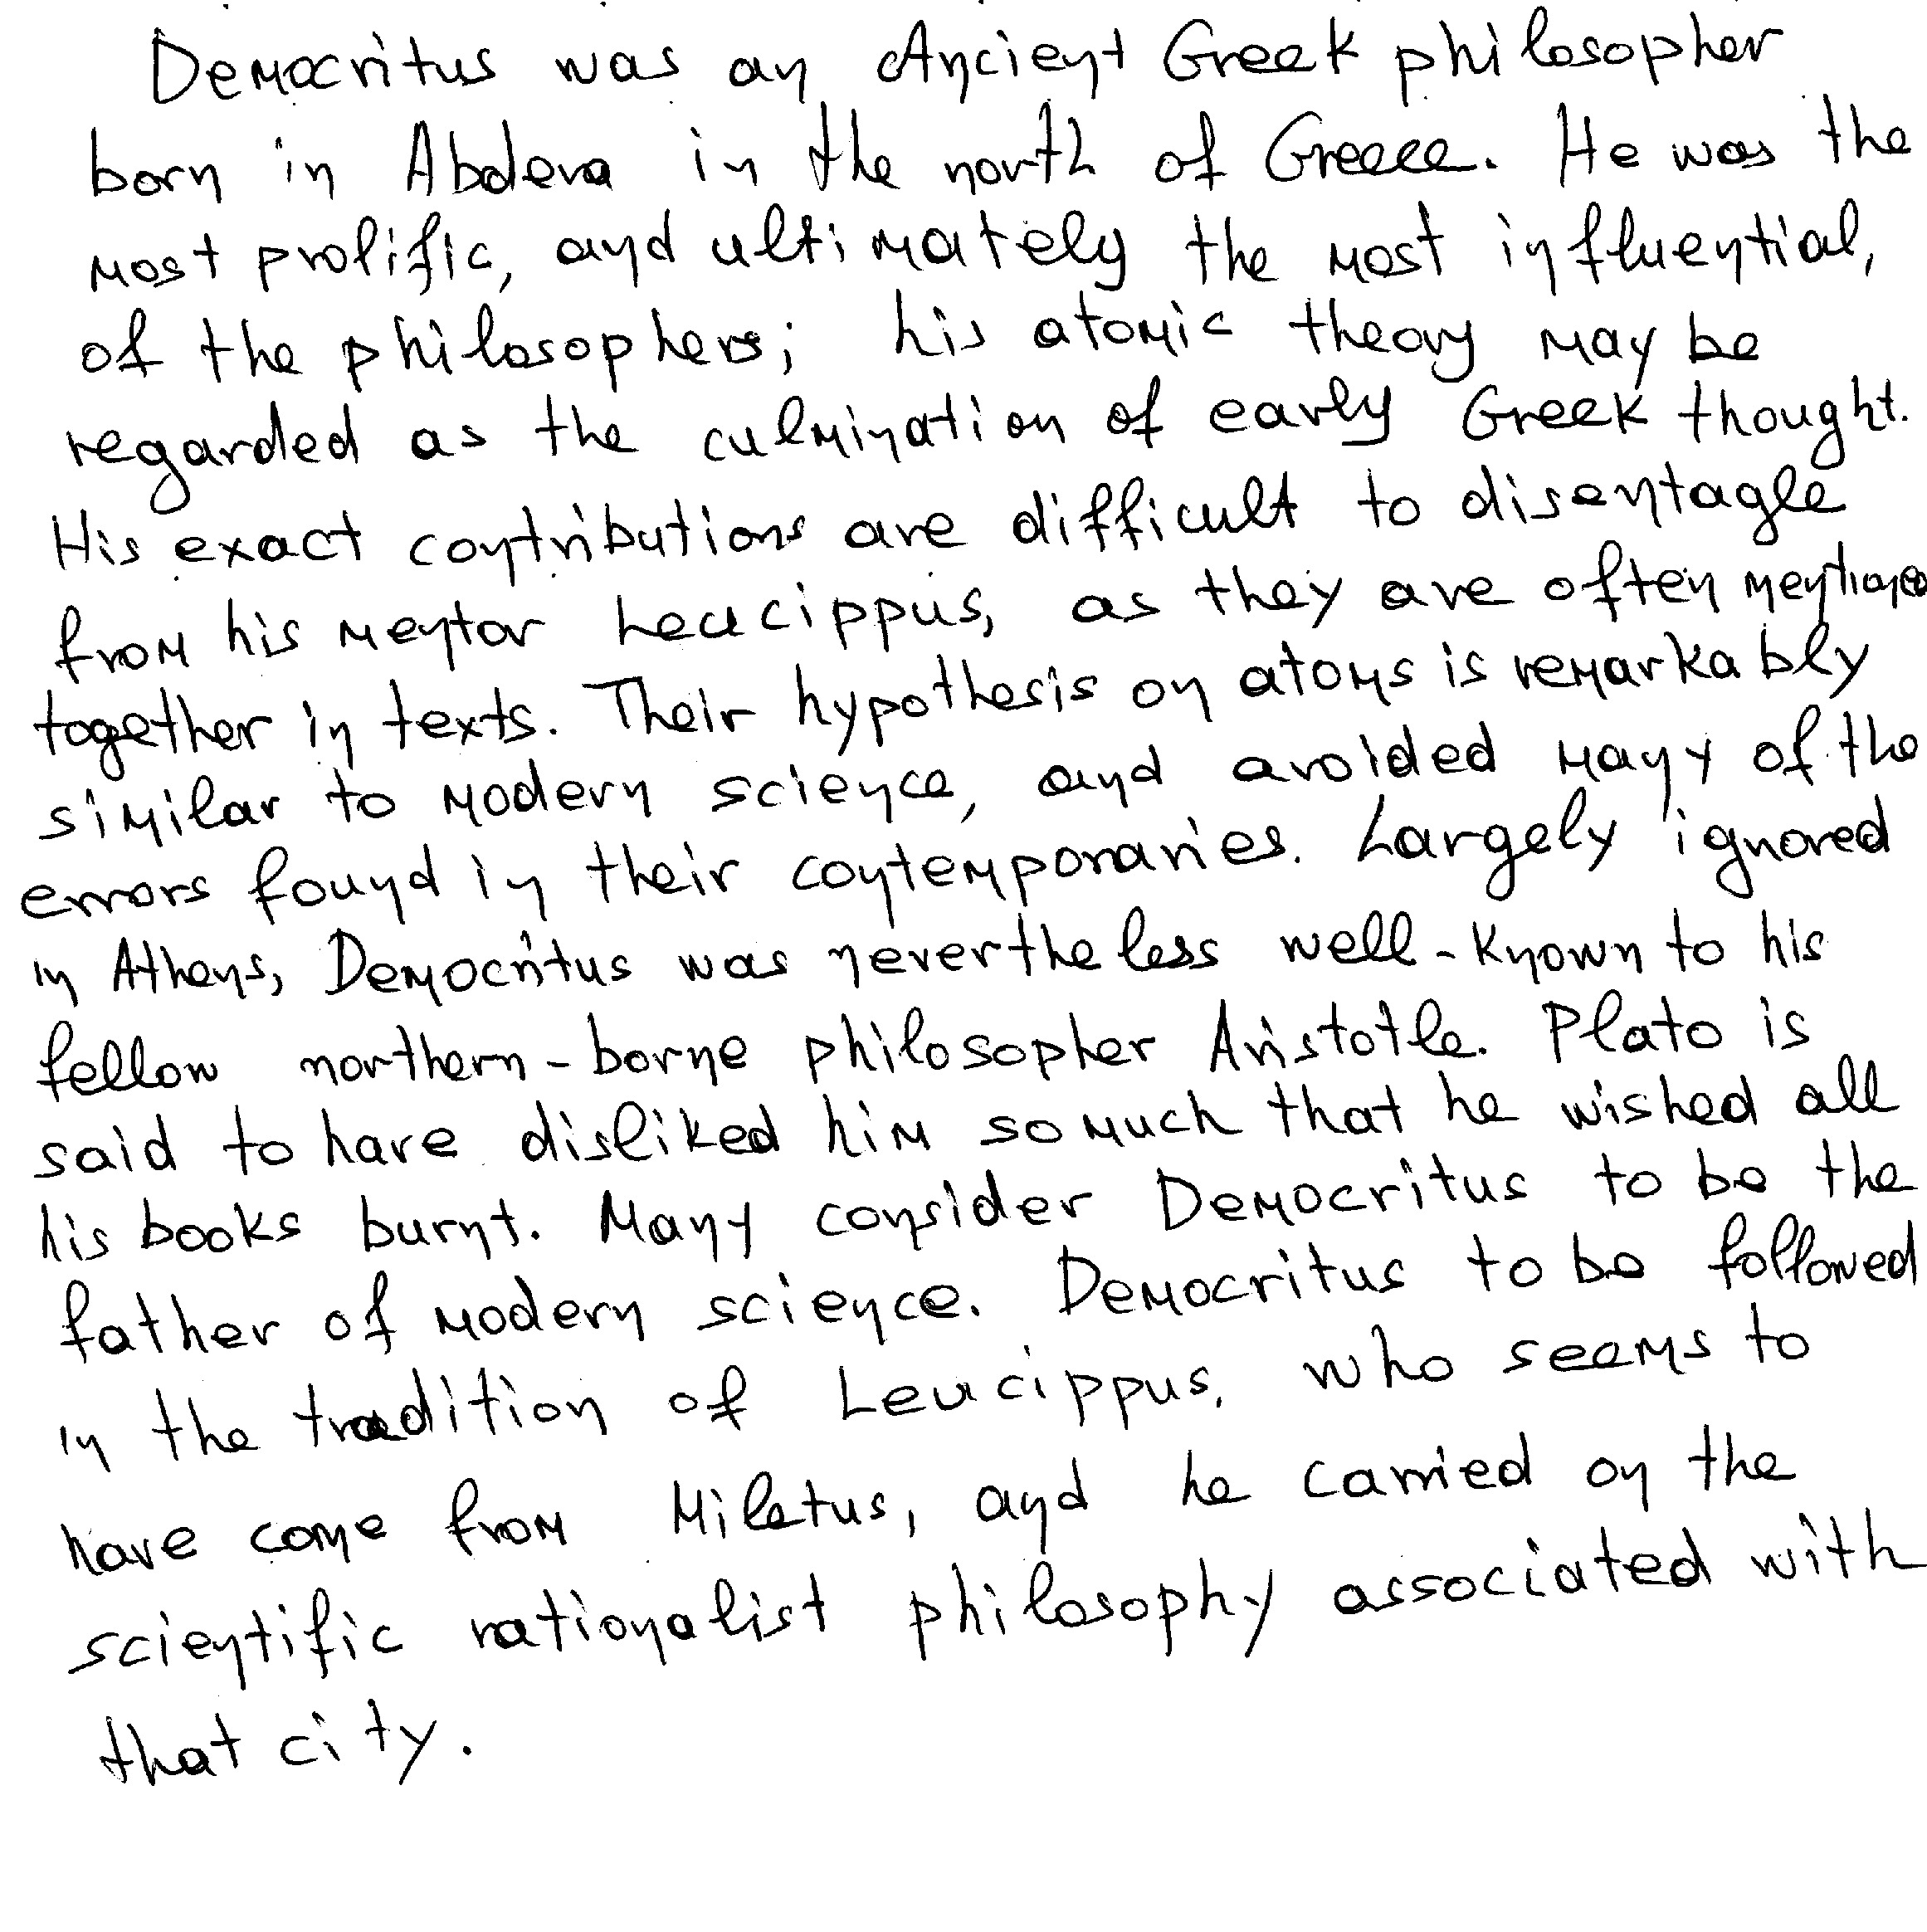 Democritus was an Ancient Greek philosopher
born in Abdera in the north of Greece. He was the
most prolific, and ultimately the most influential,
of the philosophers; his atomic theory may be
regarded as the culmination of early Greek thought.
His exact contributions are difficult to disentagle
from his mentor Leucippus, as they are often mentioned
together in texts. Their hypothesis on atoms is remarkably
similar to modern science, and avoided many of the
errors found in their contemporaries. Largely ignored
in Athens, Democritus was nevertheless well-known to his
fellow northern-borne philosopher Aristotle. Plato is
said to have disliked him so much that he wished all
his books burnt. Many consider Democritus to be the
father of modern science. Democritus to be followed
in the tradition of Leucippus, who seems to
have come from Miletus, and he carried on the
scientific rationalist philosophy associated with
that city.